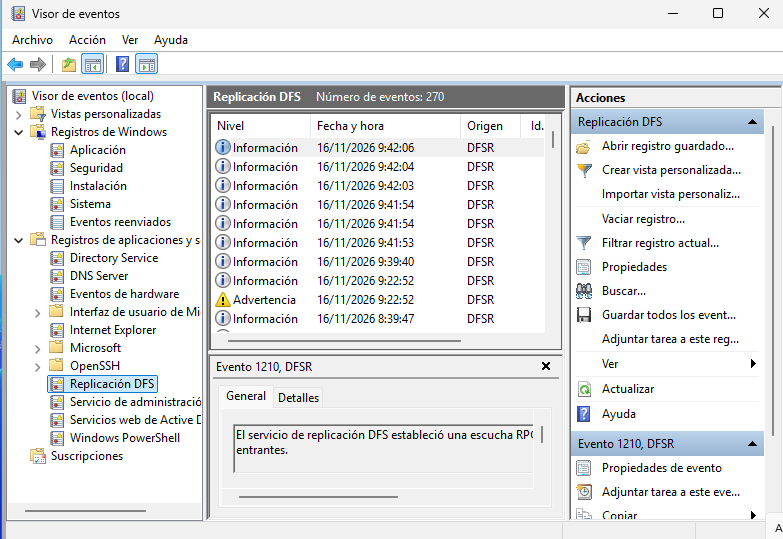 Visor de eventos
Archivo Acción Ver Ayuda
Visor de eventos (local)
Vistas personalizadas
Registros de Windows
Aplicación
Seguridad
Instalación
Sistema
Eventos reenviados
Registros de aplicaciones y s
Directory Service
DNS Server
Eventos de hardware
Interfaz de usuario de Mi
Internet Explorer
Microsoft
OpenSSH
Replicación DFS
Servicio de administració
Servicios web de Active D
Windows PowerShell
Suscripciones
Replicación DFS Número de eventos: 270
Nivel Fecha y hora Origen Id.
Información 16/11/2026 9:42:06 DFSR
Información 16/11/2026 9:42:04 DFSR
Información 16/11/2026 9:42:03 DFSR
Información 16/11/2026 9:41:54 DFSR
Información 16/11/2026 9:41:54 DFSR
Información 16/11/2026 9:41:53 DFSR
Información 16/11/2026 9:39:40 DFSR
Información 16/11/2026 9:22:52 DFSR
Advertencia 16/11/2026 9:22:52 DFSR
Información 16/11/2026 8:39:47 DFSR
Evento 1210, DFSR
General Detalles
El servicio de replicación DFS estableció una escucha RPC
entrantes.
Acciones
Replicación DFS
Abrir registro guardado...
Crear vista personalizada...
Importar vista personaliz...
Vaciar registro...
Filtrar registro actual...
Propiedades
Buscar...
Guardar todos los event...
Adjuntar tarea a este reg...
Ver
Actualizar
Ayuda
Evento 1210, DFSR
Propiedades de evento
Adjuntar tarea a este eve...
Copiar
A